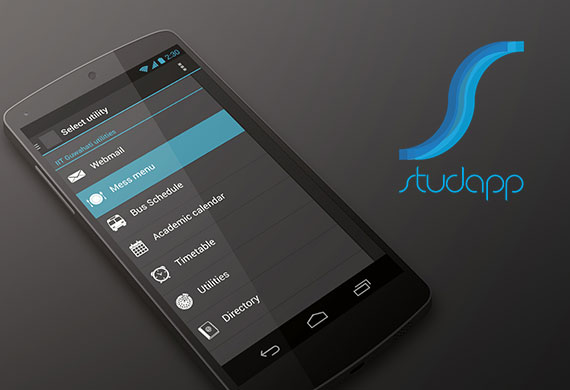 2:30
Select utility
IIT Guwahati utilities
Webmail
Mess menu
Bus Schedule
Academic calendar
Timetable
Utilities
Directory
studapp